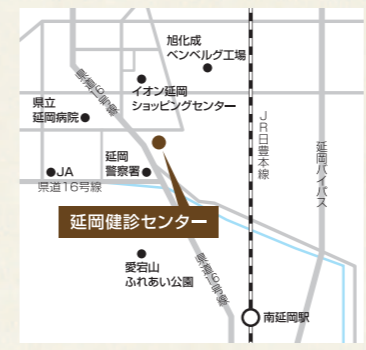 旭化成
ベンベルグ工場
県道16号線
イオン延岡
ショッピングセンター
県立
延岡病院
JR日豊本線
延岡バイパス
延岡
警察署
JA
県道16号線
延岡健診センター
愛宕山
ふれあい公園
県道16号線
南延岡駅